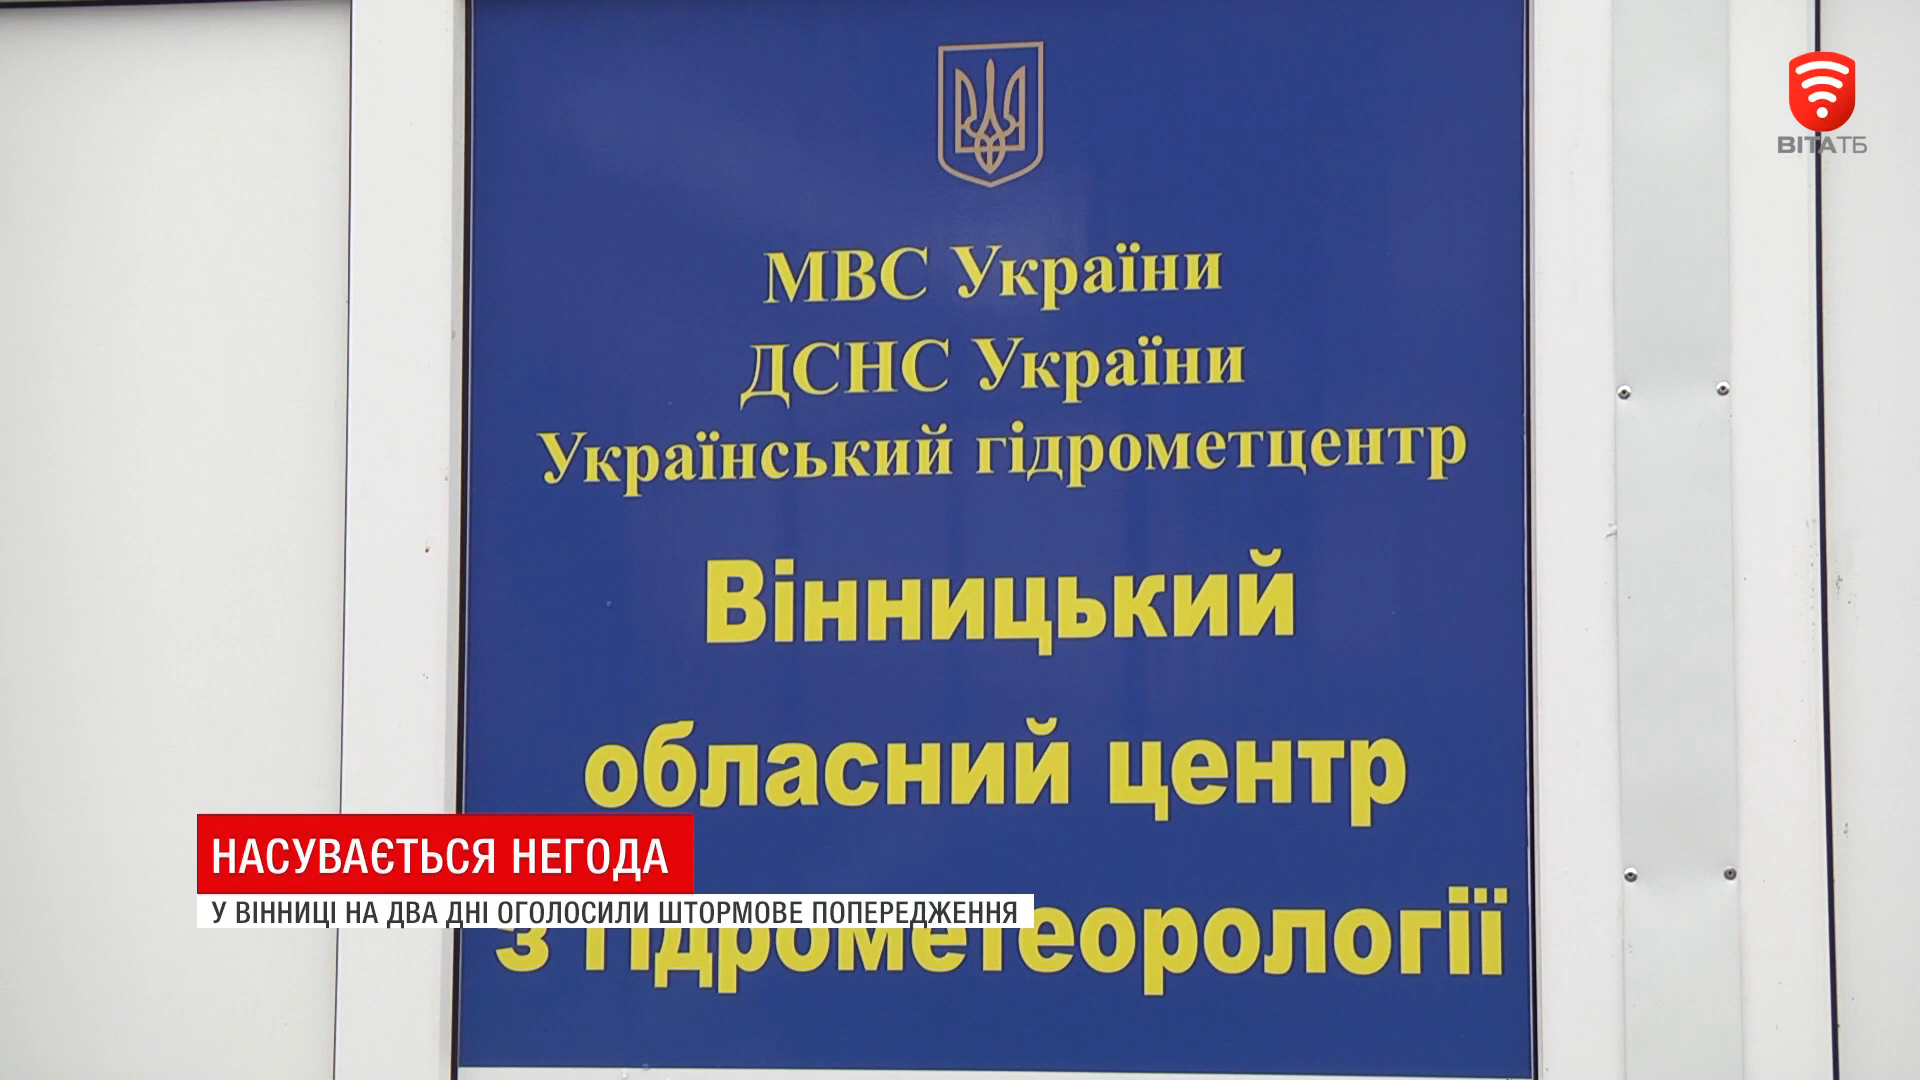 ВІТАТБ
МВС України
ДСНС України
Український гідрометцентр
Вінницький
обласний центр
з гідрометеорології
НАСУВАЄТЬСЯ НЕГОДА
У ВІННИЦІ НА ДВА ДНІ ОГОЛОСИЛИ ШТОРМОВЕ ПОПЕРЕДЖЕННЯ